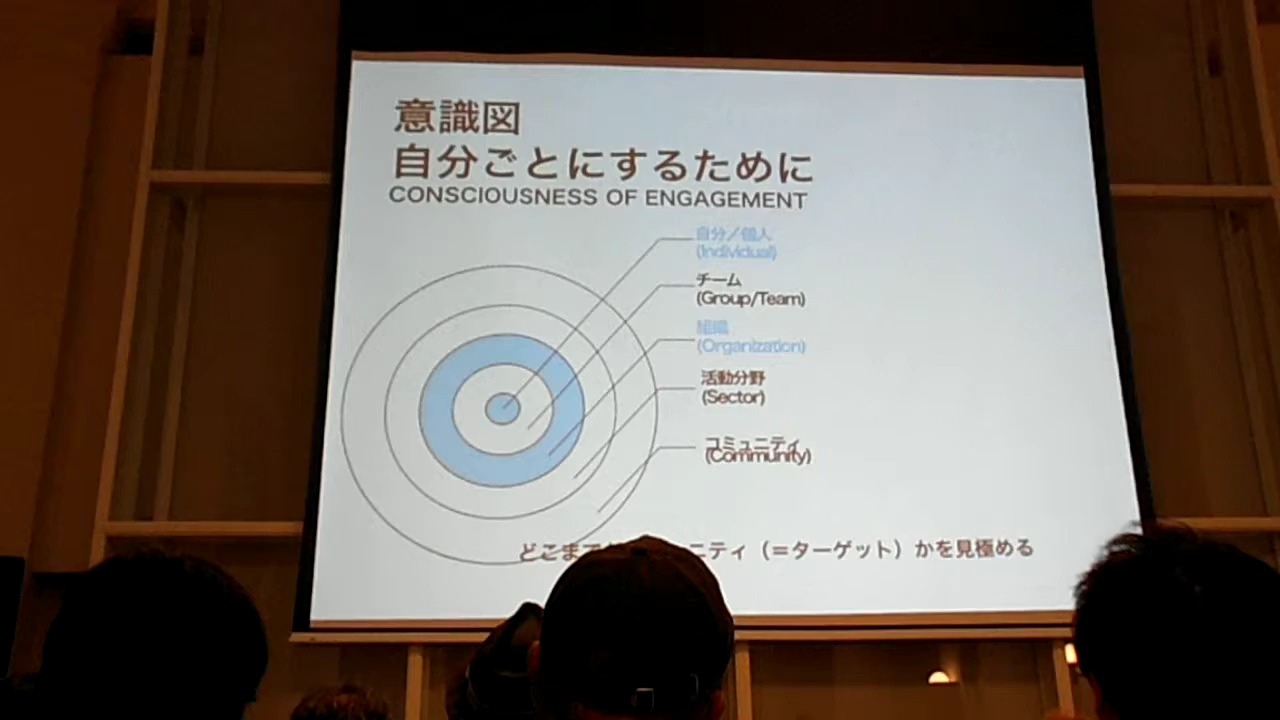 意識図
自分ごとにするために
CONSCIOUSNESS OF ENGAGEMENT
自分／個人
(Individual)
チーム
(Group/Team)
組織
(Organization)
活動分野
(Sector)
コミュニティ
(Community)
どこまで ニティ（＝ターゲット）かを見極める